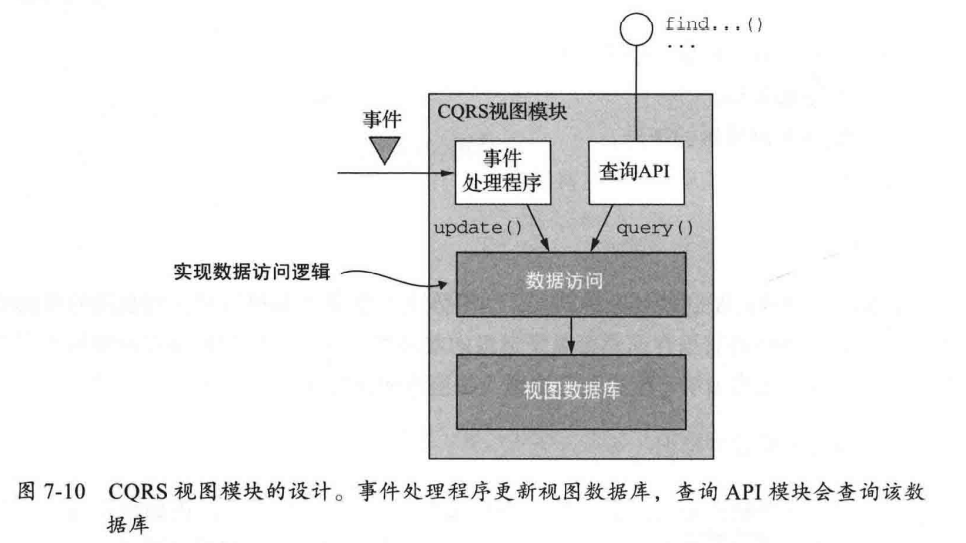 find...()
...
CQRS视图模块
事件
事件
处理程序
查询API
update()
query()
实现数据访问逻辑
数据访问
视图数据库
图 7-10 CQRS 视图模块的设计。事件处理程序更新视图数据库，查询 API 模块会查询该数
据库